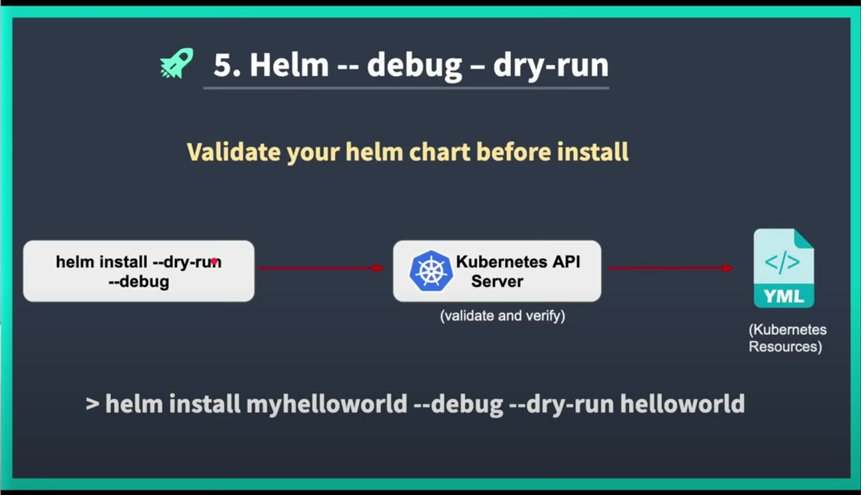 5. Helm -- debug – dry-run
Validate your helm chart before install
helm install --dry-run
--debug
Kubernetes API
Server
(validate and verify)
</>
YML
(Kubernetes
Resources)
> helm install myhelloworld --debug --dry-run helloworld